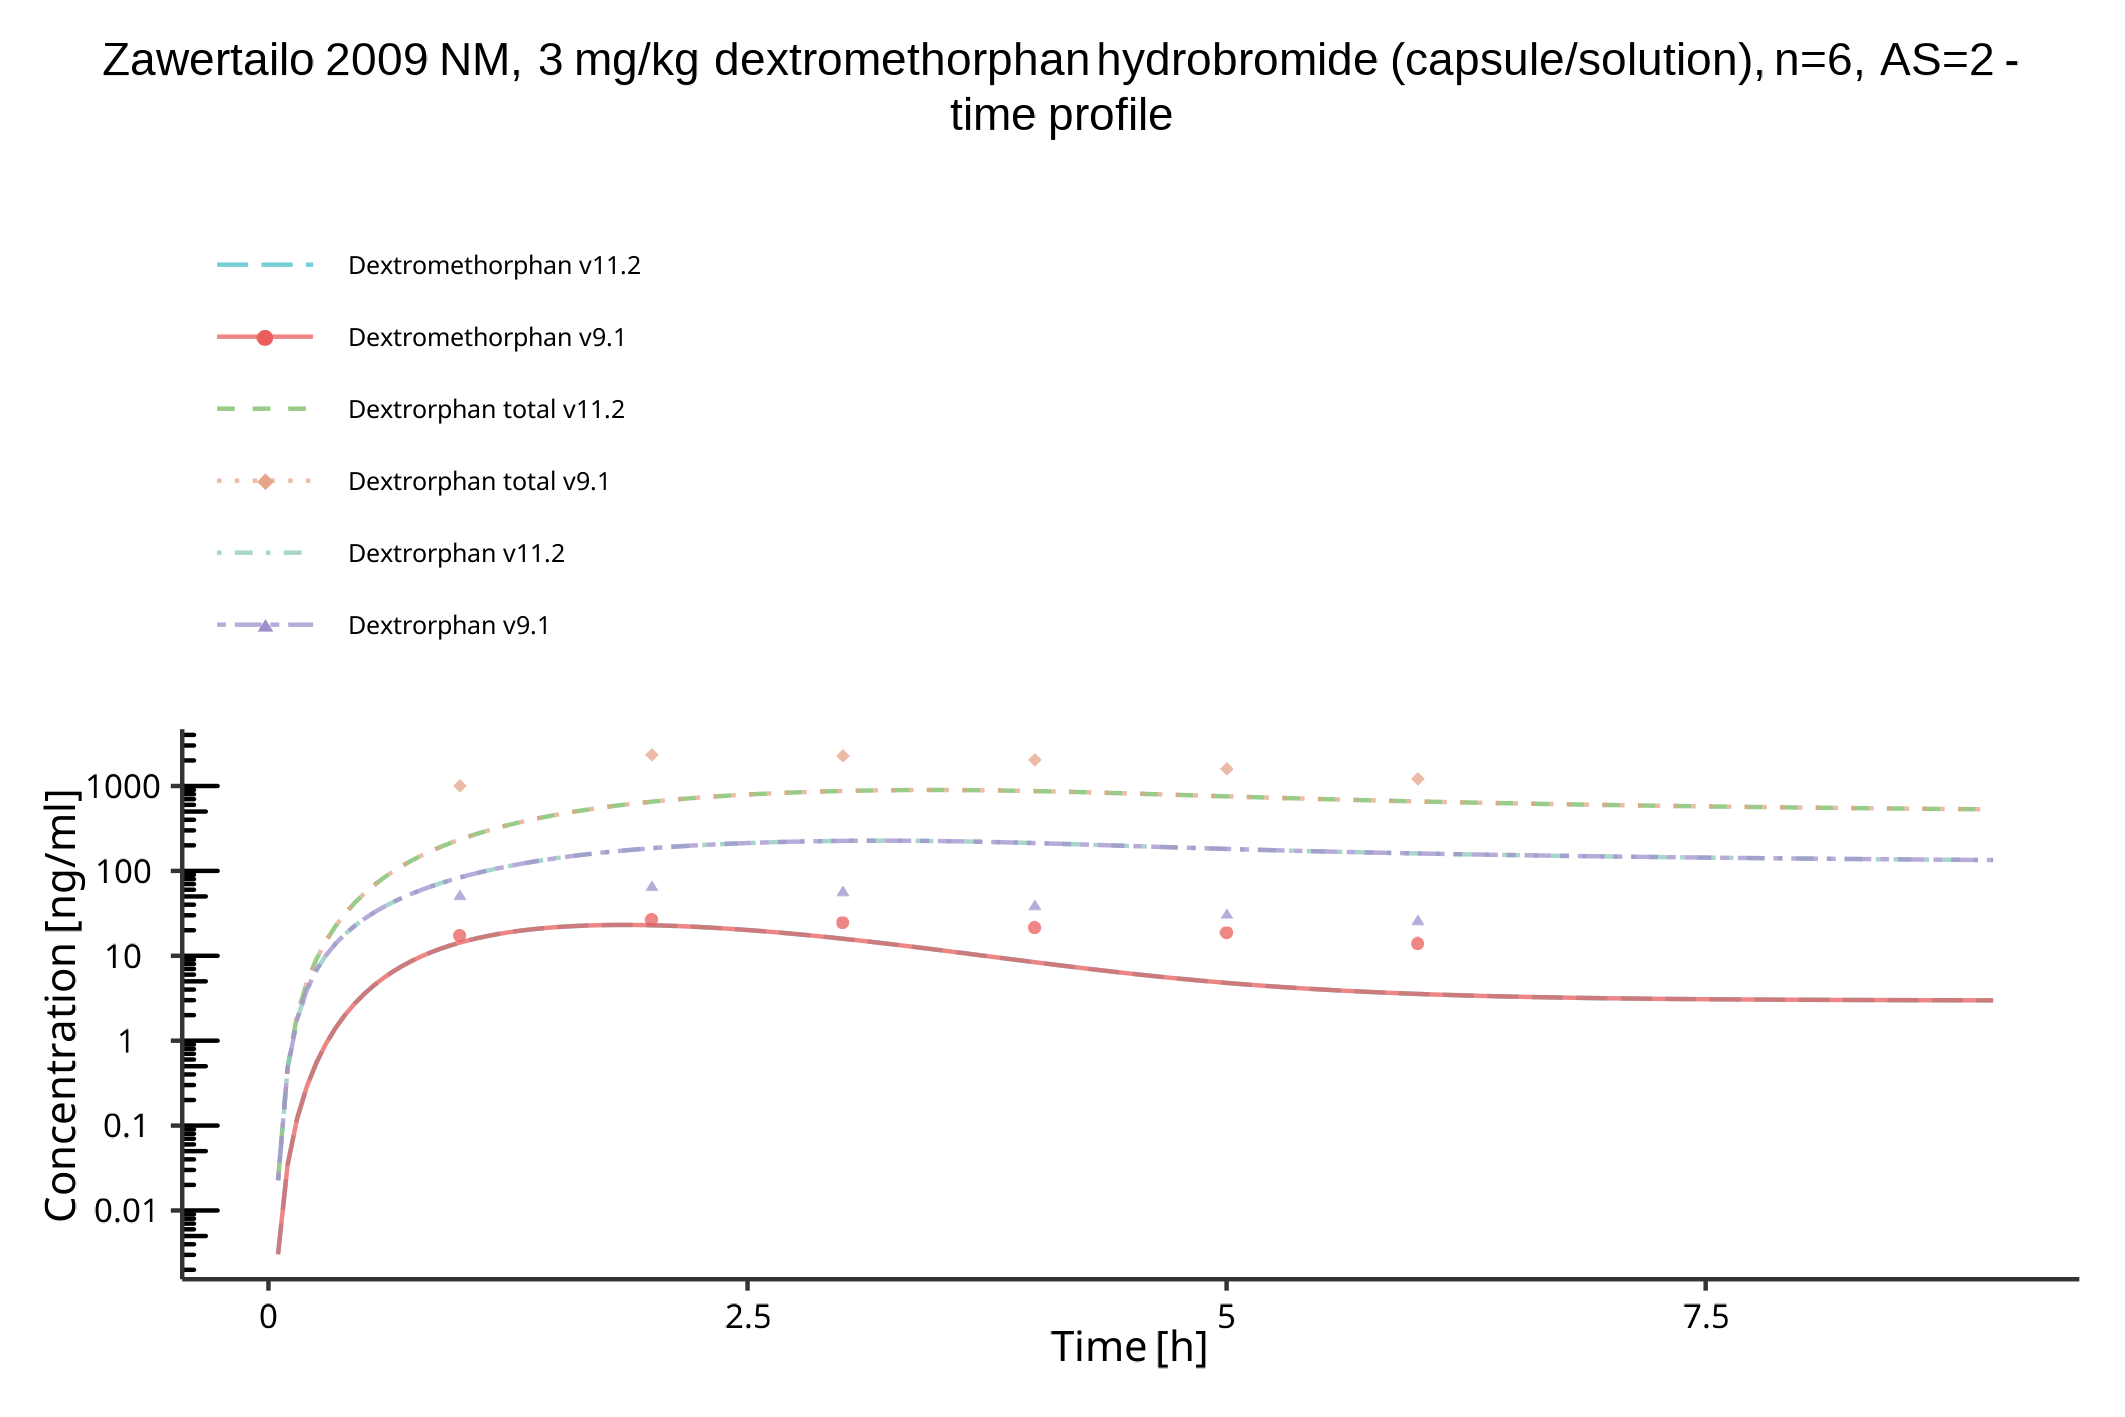 Zawertailo 2009 NM, 3 mg/kg dextromethorphan hydrobromide (capsule/solution), n=6, AS=2 -
time profile
Dextromethorphan v11.2
Dextromethorphan v9.1
Dextrorphan total v11.2
Dextrorphan total v9.1
Dextrorphan v11.2
Dextrorphan v9.1
Concentration [ng/ml]
1000
100
10
1
0.1
0.01
0
2.5
5
7.5
Time [h]